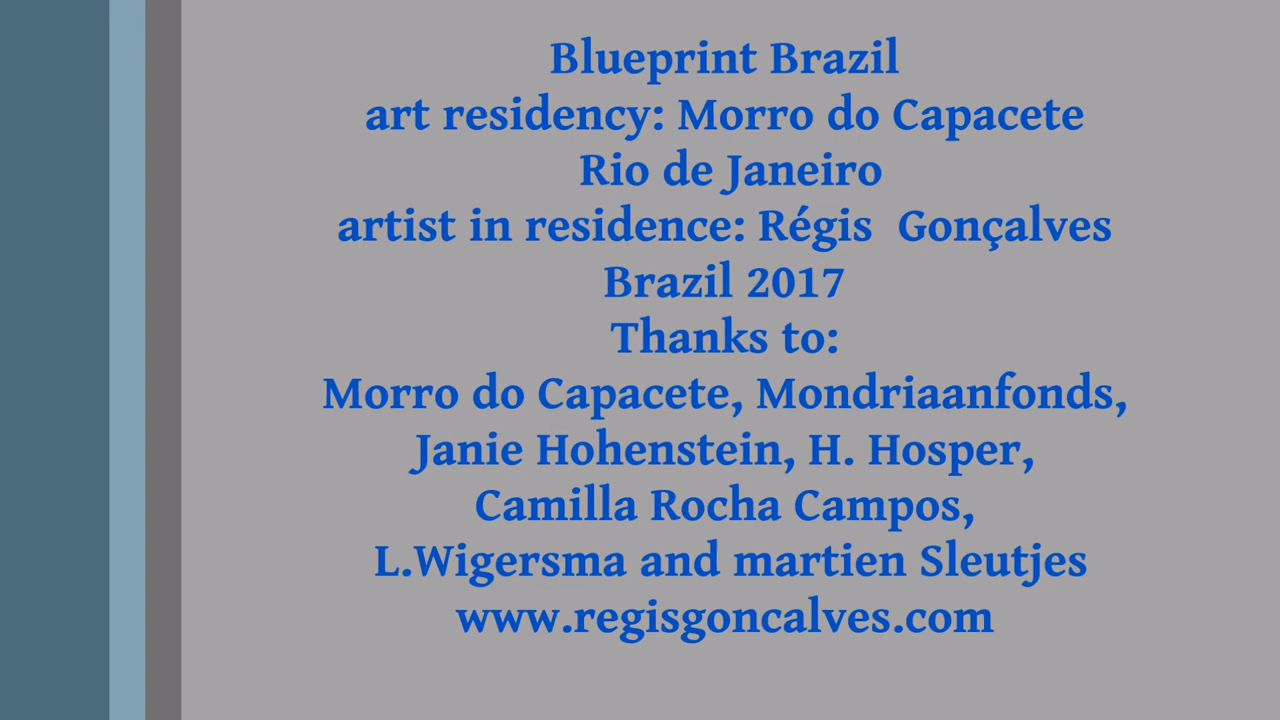 Blueprint Brazil
art residency: Morro do Capacete
Rio de Janeiro
artist in residence: Régis  Gonçalves
Brazil 2017
Thanks to:
Morro do Capacete, Mondriaanfonds,
Janie Hohenstein, H. Hosper,
Camilla Rocha Campos,
L.Wigersma and martien Sleutjes
www.regisgoncalves.com